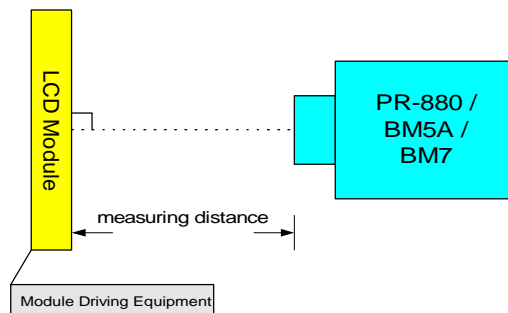 LCD Module
PR-880 /
BM5A /
BM7
measuring distance
Module Driving Equipment